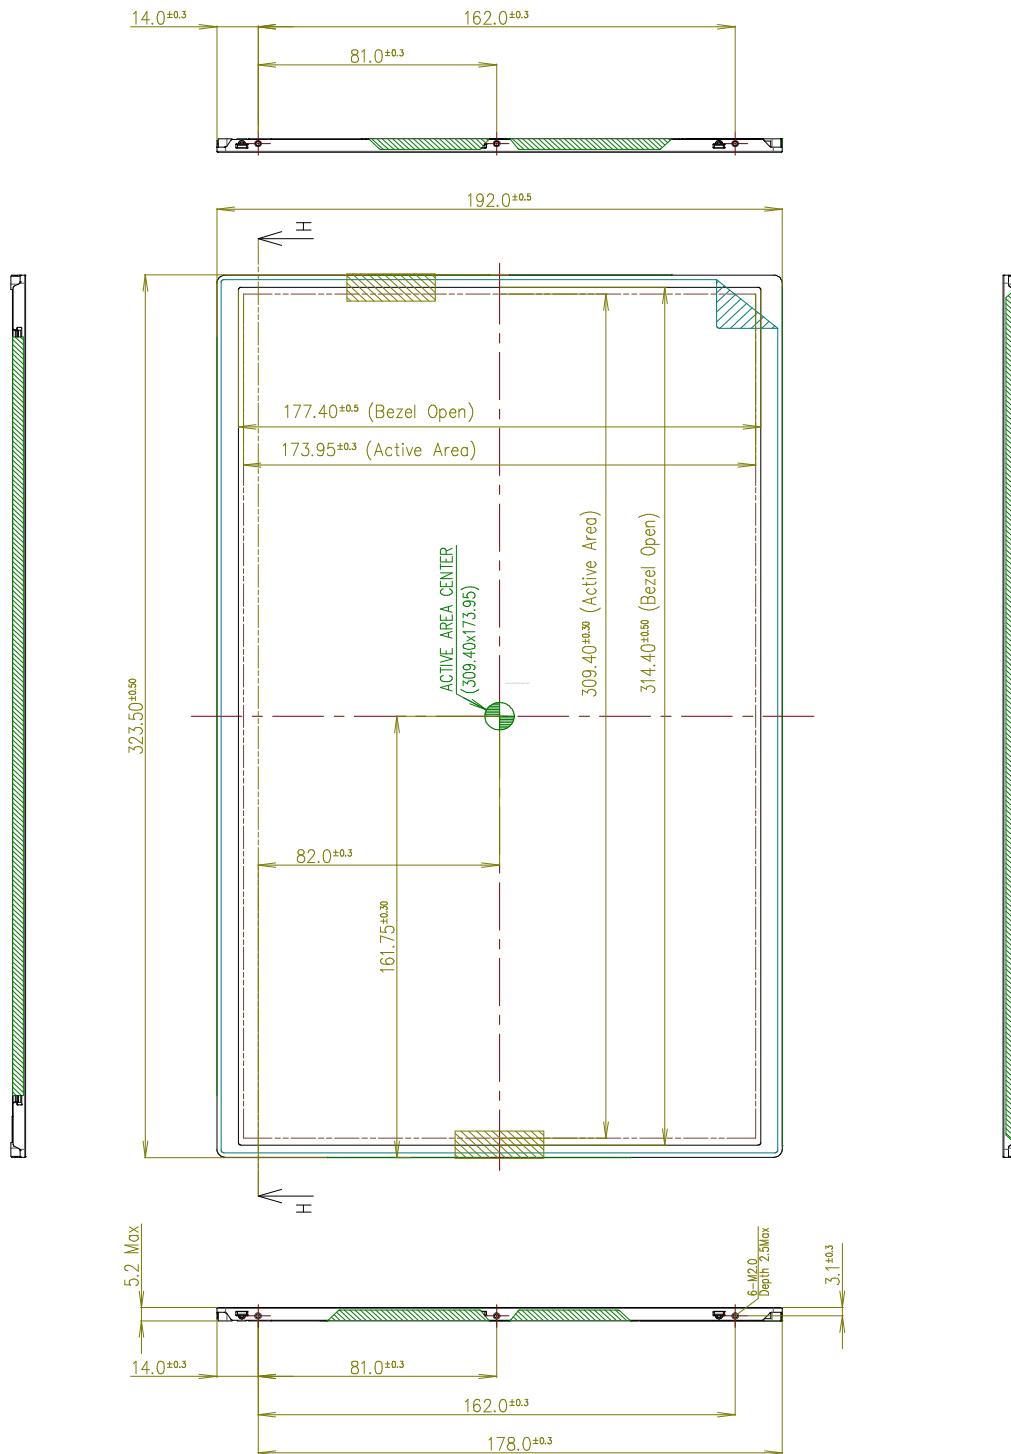 14.0±0.3
162.0±0.3
81.0±0.3
192.0±0.5
H
177.40±0.5 (Bezel Open)
173.95±0.3 (Active Area)
309.40±0.30 (Active Area)
314.40±0.50 (Bezel Open)
ACTIVE AREA CENTER
(309.40x173.95)
323.50±0.50
82.0±0.3
161.75±0.30
H
5.2 Max
6-M2.0
Depth 2.5Max
3.1±0.3
14.0±0.3
81.0±0.3
162.0±0.3
178.0±0.3